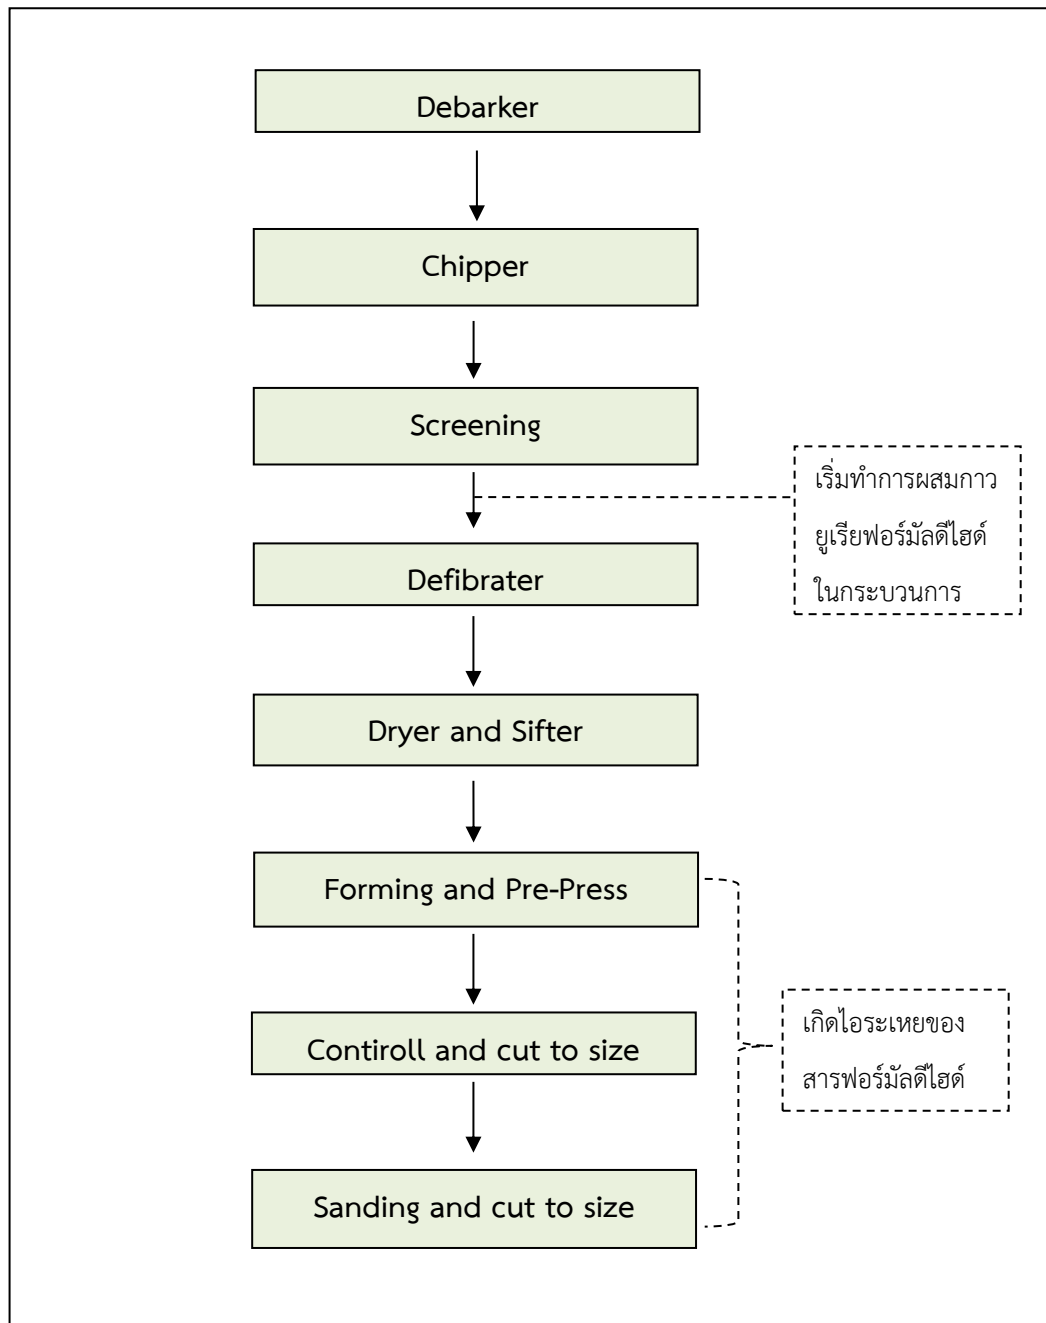 Debarker
Chipper
Screening
เริ่มทำการผสมกาว
ยูเรียฟอร์มัลดีไฮด์
ในกระบวนการ
Defibrater
Dryer and Sifter
Forming and Pre-Press
Contiroll and cut to size
เกิดไอระเหยของ
สารฟอร์มัลดีไฮด์
Sanding and cut to size